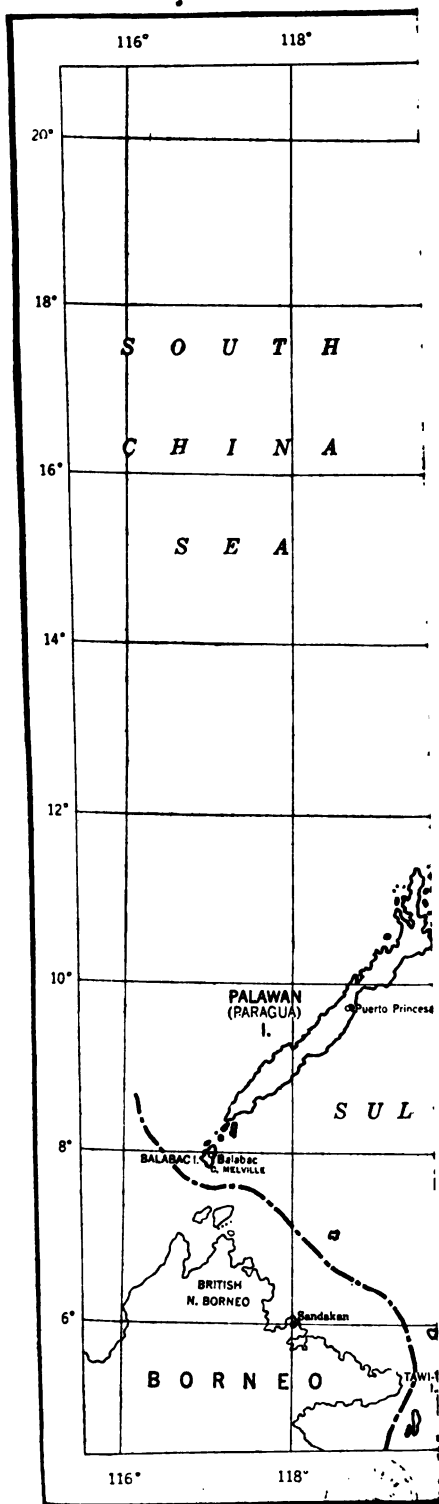 116° 118°
20°
18°
S O U T H
C H I N A
16°
S E A
14°
12°
10°
PALAWAN
(PARAGUA)
I.
Puerto Princesa
S U L
8°
BALABAC I. Balabac
C. MELVILLE
BRITISH
N. BORNEO
6°
Sandakan
B O R N E O
TAWI-
I
116° 118°